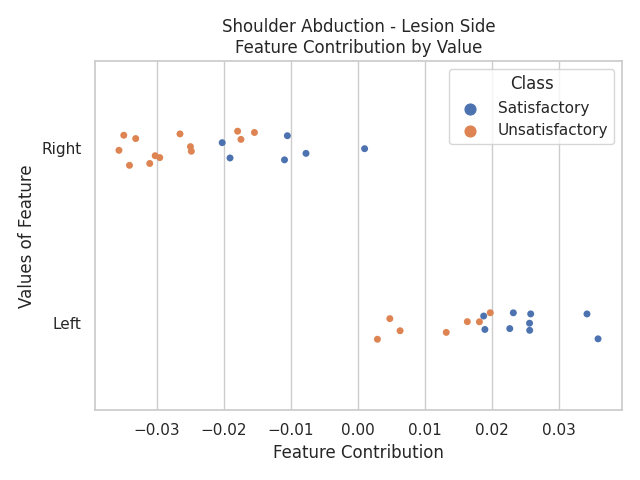 Shoulder Abduction - Lesion Side
Feature Contribution by Value
Class
Satisfactory
Unsatisfactory
Values of Feature
Right
Left
−0.03 −0.02 −0.01 0.00 0.01 0.02 0.03
Feature Contribution